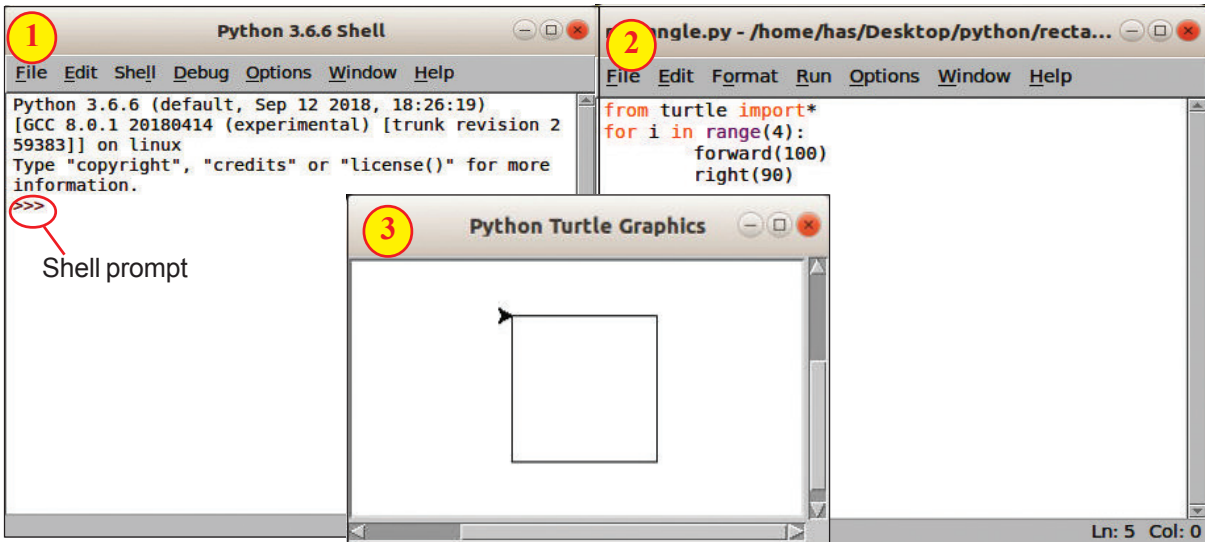 1
Python 3.6.6 Shell
File Edit Shell Debug Options Window Help
Python 3.6.6 (default, Sep 12 2018, 18:26:19)
[GCC 8.0.1 20180414 (experimental) [trunk revision 2
59383]] on linux
Type "copyright", "credits" or "license()" for more
information.
>>>
Shell prompt
2
ngle.py - /home/has/Desktop/python/recta...
File Edit Format Run Options Window Help
from turtle import*
for i in range(4):
        forward(100)
        right(90)
Ln: 5 Col: 0
3
Python Turtle Graphics